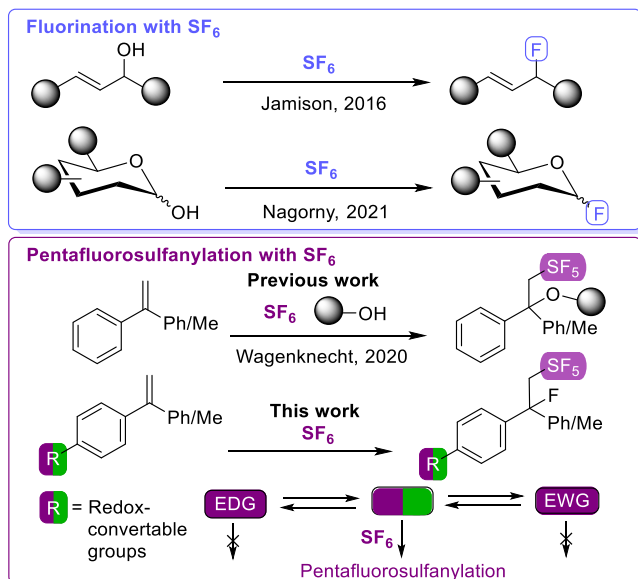 Fluorination with SF6
OH
SF6
Jamison, 2016
F
O
OH
SF6
Nagorny, 2021
O
F
Pentafluorosulfanylation with SF6
Ph/Me
Previous work
SF6 OH
Wagenknecht, 2020
SF5
O
Ph/Me
R
Ph/Me
This work
SF6
SF5
F
Ph/Me
R
R = Redox-
convertable
groups
EDG
EWG
SF6
Pentafluorosulfanylation